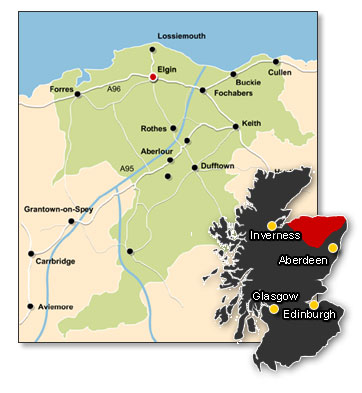 Lossiemouth
Elgin
Cullen
Buckie
Forres
A96
Fochabers
Rothes
Keith
Aberlour
A95
Dufftown
Grantown-on-Spey
Inverness
Carrbridge
Aberdeen
Glasgow
Aviemore
Edinburgh